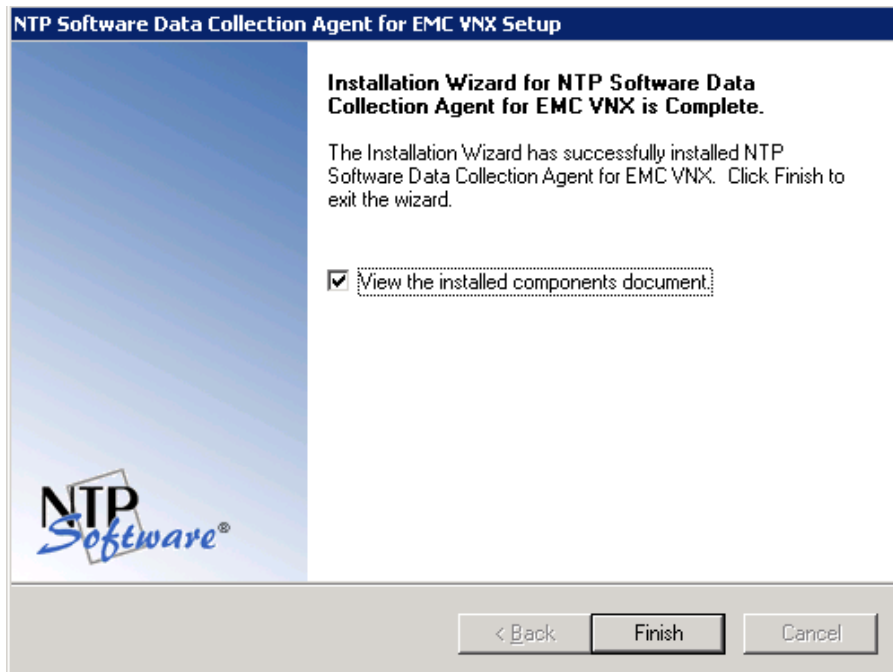 NTP Software Data Collection Agent for EMC VNX Setup
Installation Wizard for NTP Software Data
Collection Agent for EMC VNX is Complete.
The Installation Wizard has successfully installed NTP
Software Data Collection Agent for EMC VNX.  Click Finish to
exit the wizard.
View the installed components document.
NTP
Software®
< Back
Finish
Cancel